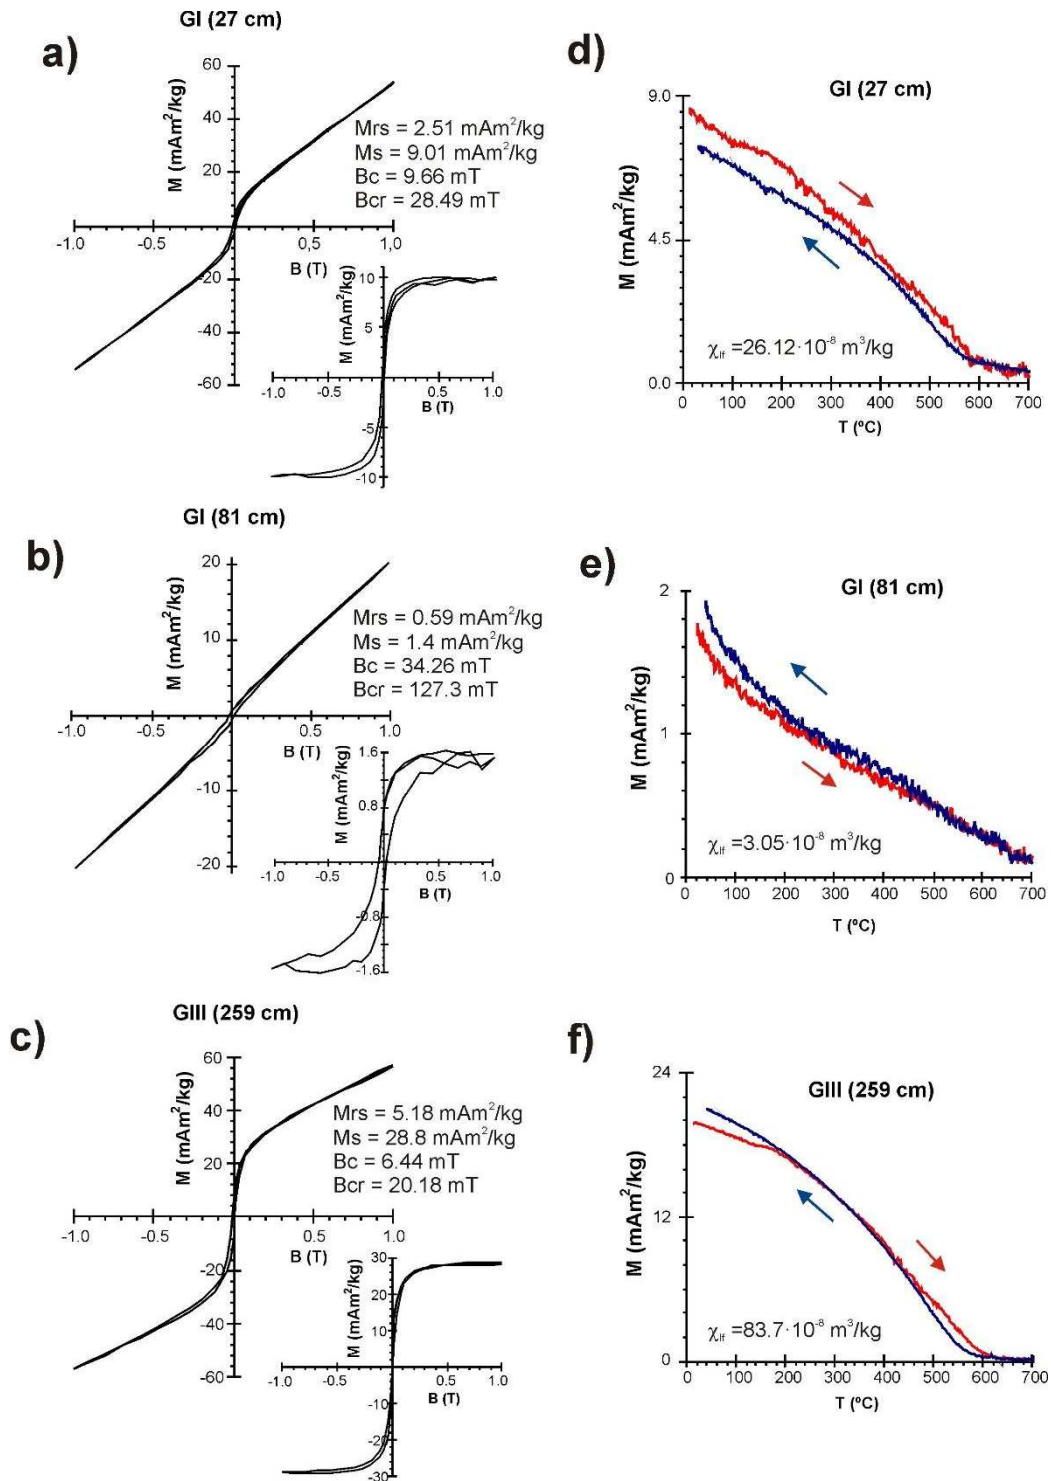 GI (27 cm)
a)
60
40
20
-20
-40
-60
-1.0
-0.5
0.5
1.0
M (mAm²/kg)
B (T)
Mrs = 2.51 mAm²/kg
Ms = 9.01 mAm²/kg
Bc = 9.66 mT
Bcr = 28.49 mT
10
5
-5
-10
-1.0
-0.5
0.5
1.0
M (mAm²/kg)
B (T)
d)
GI (27 cm)
9.0
4.5
0.0
M (mAm²/kg)
χlf =26.12·10⁻⁸ m³/kg
0 100 200 300 400 500 600 700
T (ºC)
GI (81 cm)
b)
20
10
-10
-20
-1.0
-0.5
0.5
1.0
M (mAm²/kg)
B (T)
Mrs = 0.59 mAm²/kg
Ms = 1.4 mAm²/kg
Bc = 34.26 mT
Bcr = 127.3 mT
1.6
0.8
-0.8
-1.6
-1.0
-0.5
0.5
1.0
M (mAm²/kg)
B (T)
e)
GI (81 cm)
2
1
0
M (mAm²/kg)
χlf =3.05·10⁻⁸ m³/kg
0 100 200 300 400 500 600 700
T (ºC)
GIII (259 cm)
c)
60
40
20
-20
-40
-60
-1.0
-0.5
0.5
1.0
M (mAm²/kg)
B (T)
Mrs = 5.18 mAm²/kg
Ms = 28.8 mAm²/kg
Bc = 6.44 mT
Bcr = 20.18 mT
30
20
10
-10
-20
-30
-1.0
-0.5
0.5
1.0
M (mAm²/kg)
B (T)
f)
GIII (259 cm)
24
12
0
M (mAm²/kg)
χlf =83.7·10⁻⁸ m³/kg
0 100 200 300 400 500 600 700
T (ºC)